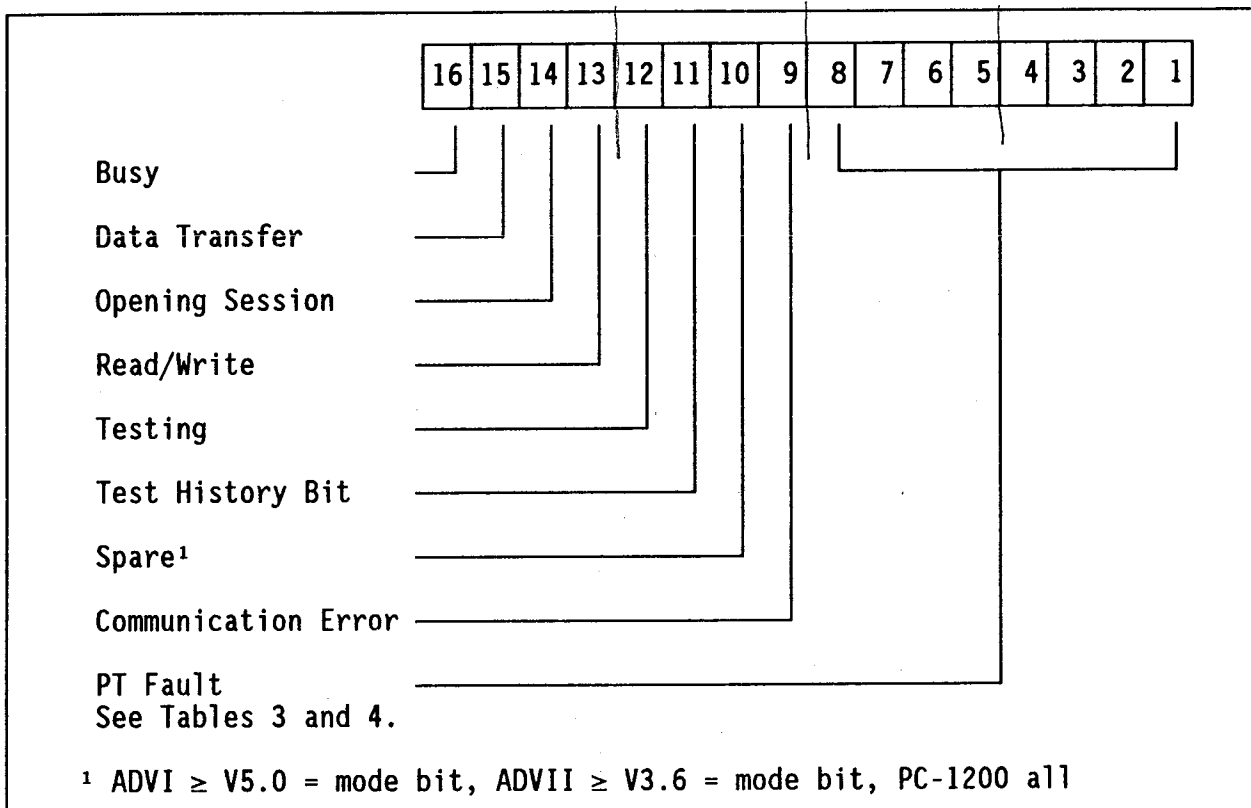 16 15 14 13 12 11 10 9 8 7 6 5 4 3 2 1
Busy
Data Transfer
Opening Session
Read/Write
Testing
Test History Bit
Spare¹
Communication Error
PT Fault
See Tables 3 and 4.
¹ ADVI ≥ V5.0 = mode bit, ADVII ≥ V3.6 = mode bit, PC-1200 all